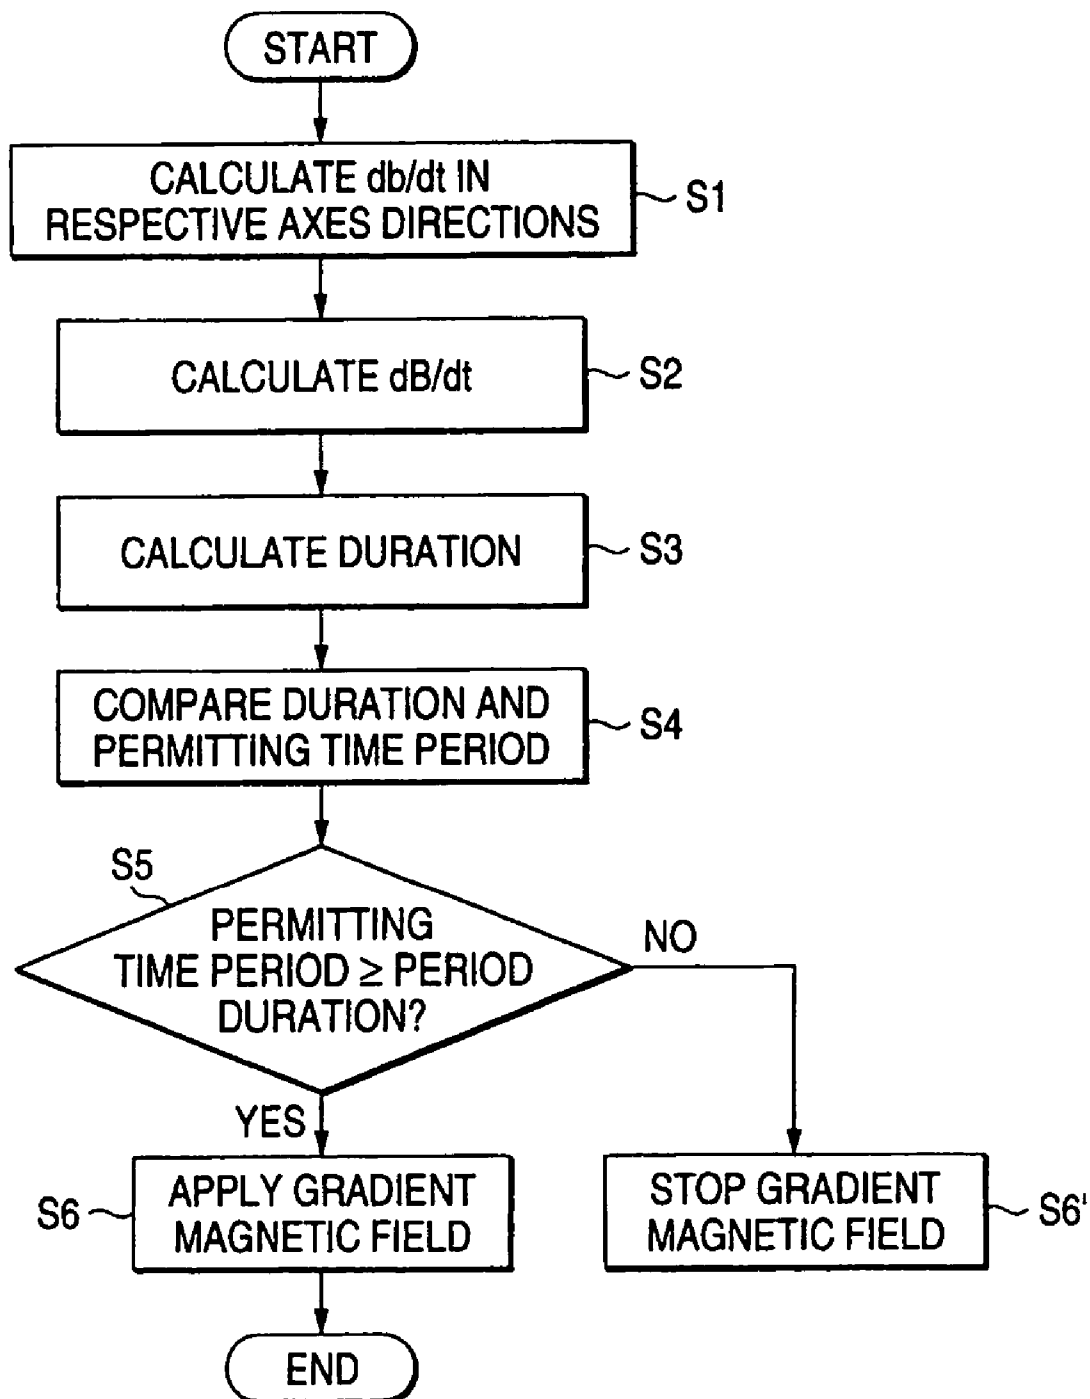 START
CALCULATE db/dt IN
RESPECTIVE AXES DIRECTIONS
S1
CALCULATE dB/dt
S2
CALCULATE DURATION
S3
COMPARE DURATION AND
PERMITTING TIME PERIOD
S4
S5
PERMITTING
TIME PERIOD ≥ PERIOD
DURATION?
NO
YES
S6
APPLY GRADIENT
MAGNETIC FIELD
STOP GRADIENT
MAGNETIC FIELD
S6'
END